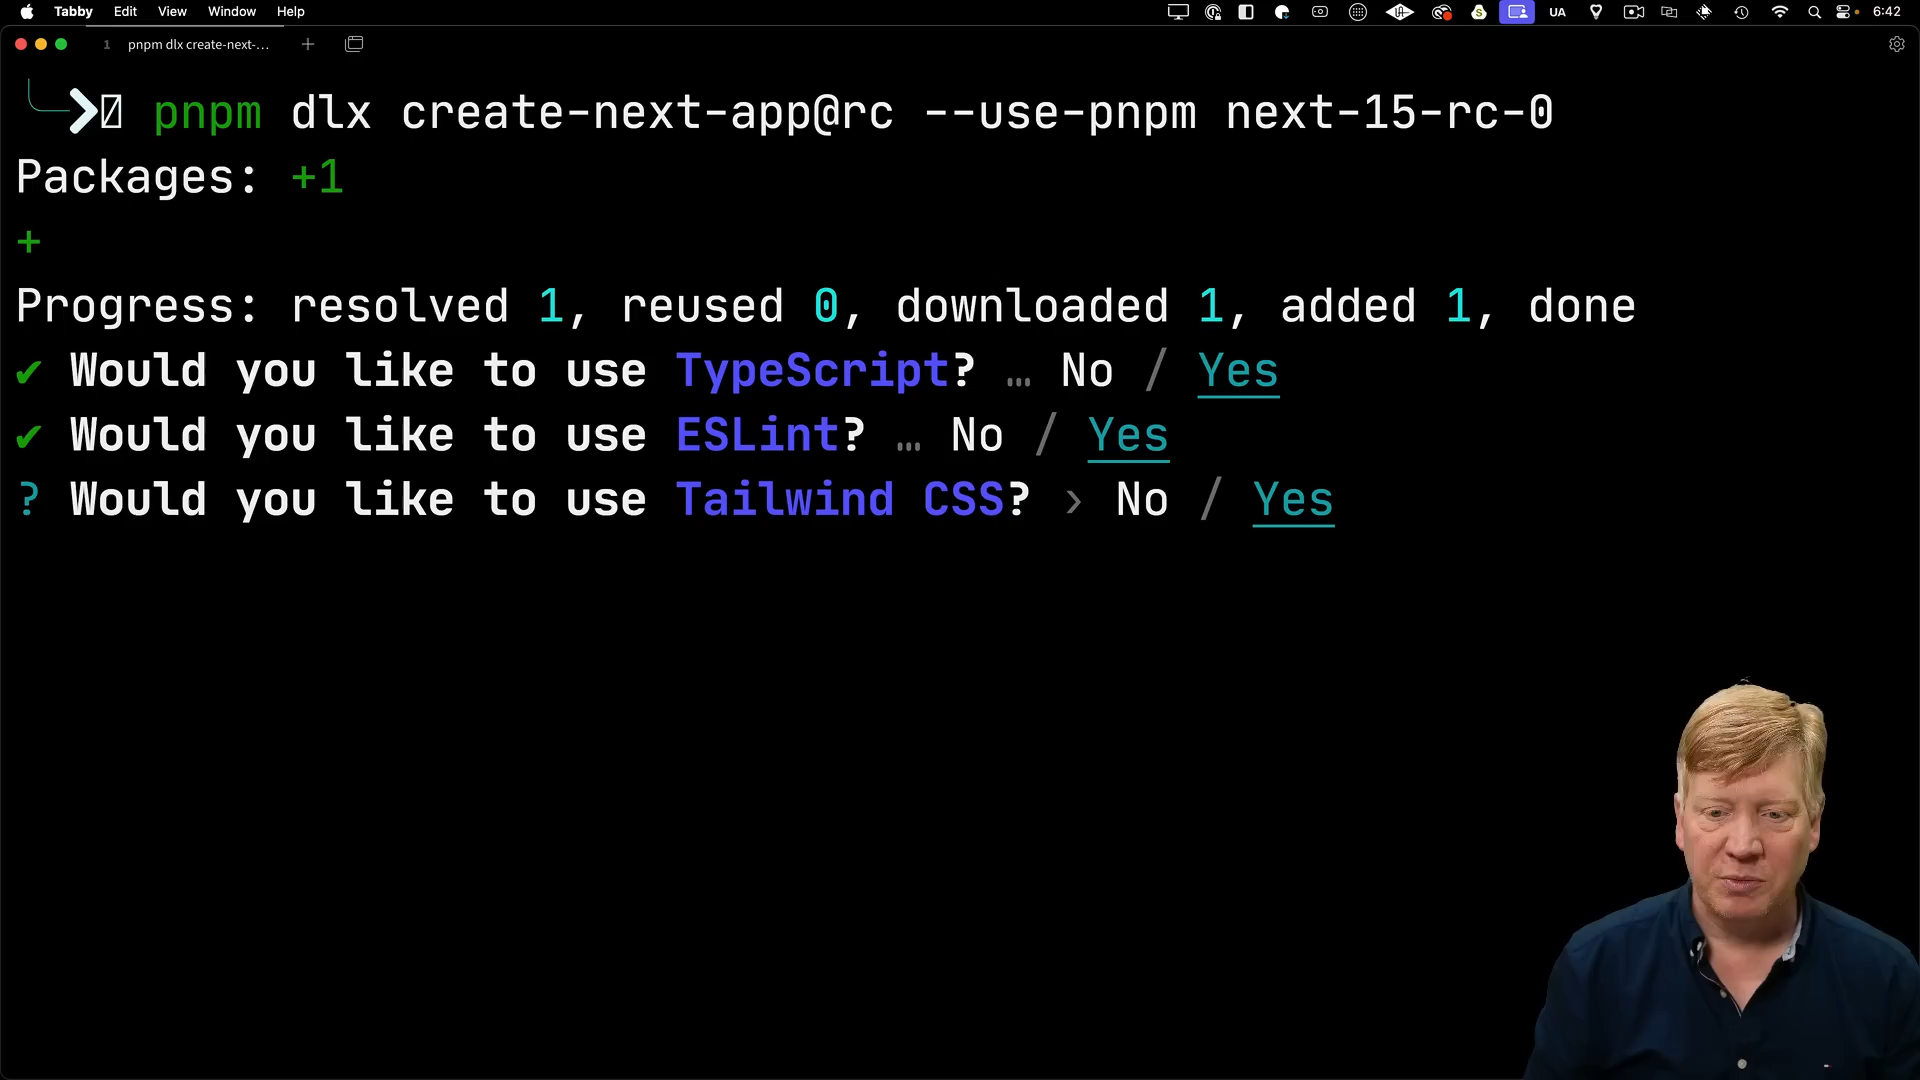 Tabby Edit View Window Help UA 6:42
1 pnpm dlx create-next-...
pnpm dlx create-next-app@rc --use-pnpm next-15-rc-0
Packages: +1
+
Progress: resolved 1, reused 0, downloaded 1, added 1, done
✔ Would you like to use TypeScript? … No / Yes
✔ Would you like to use ESLint? … No / Yes
? Would you like to use Tailwind CSS? › No / Yes